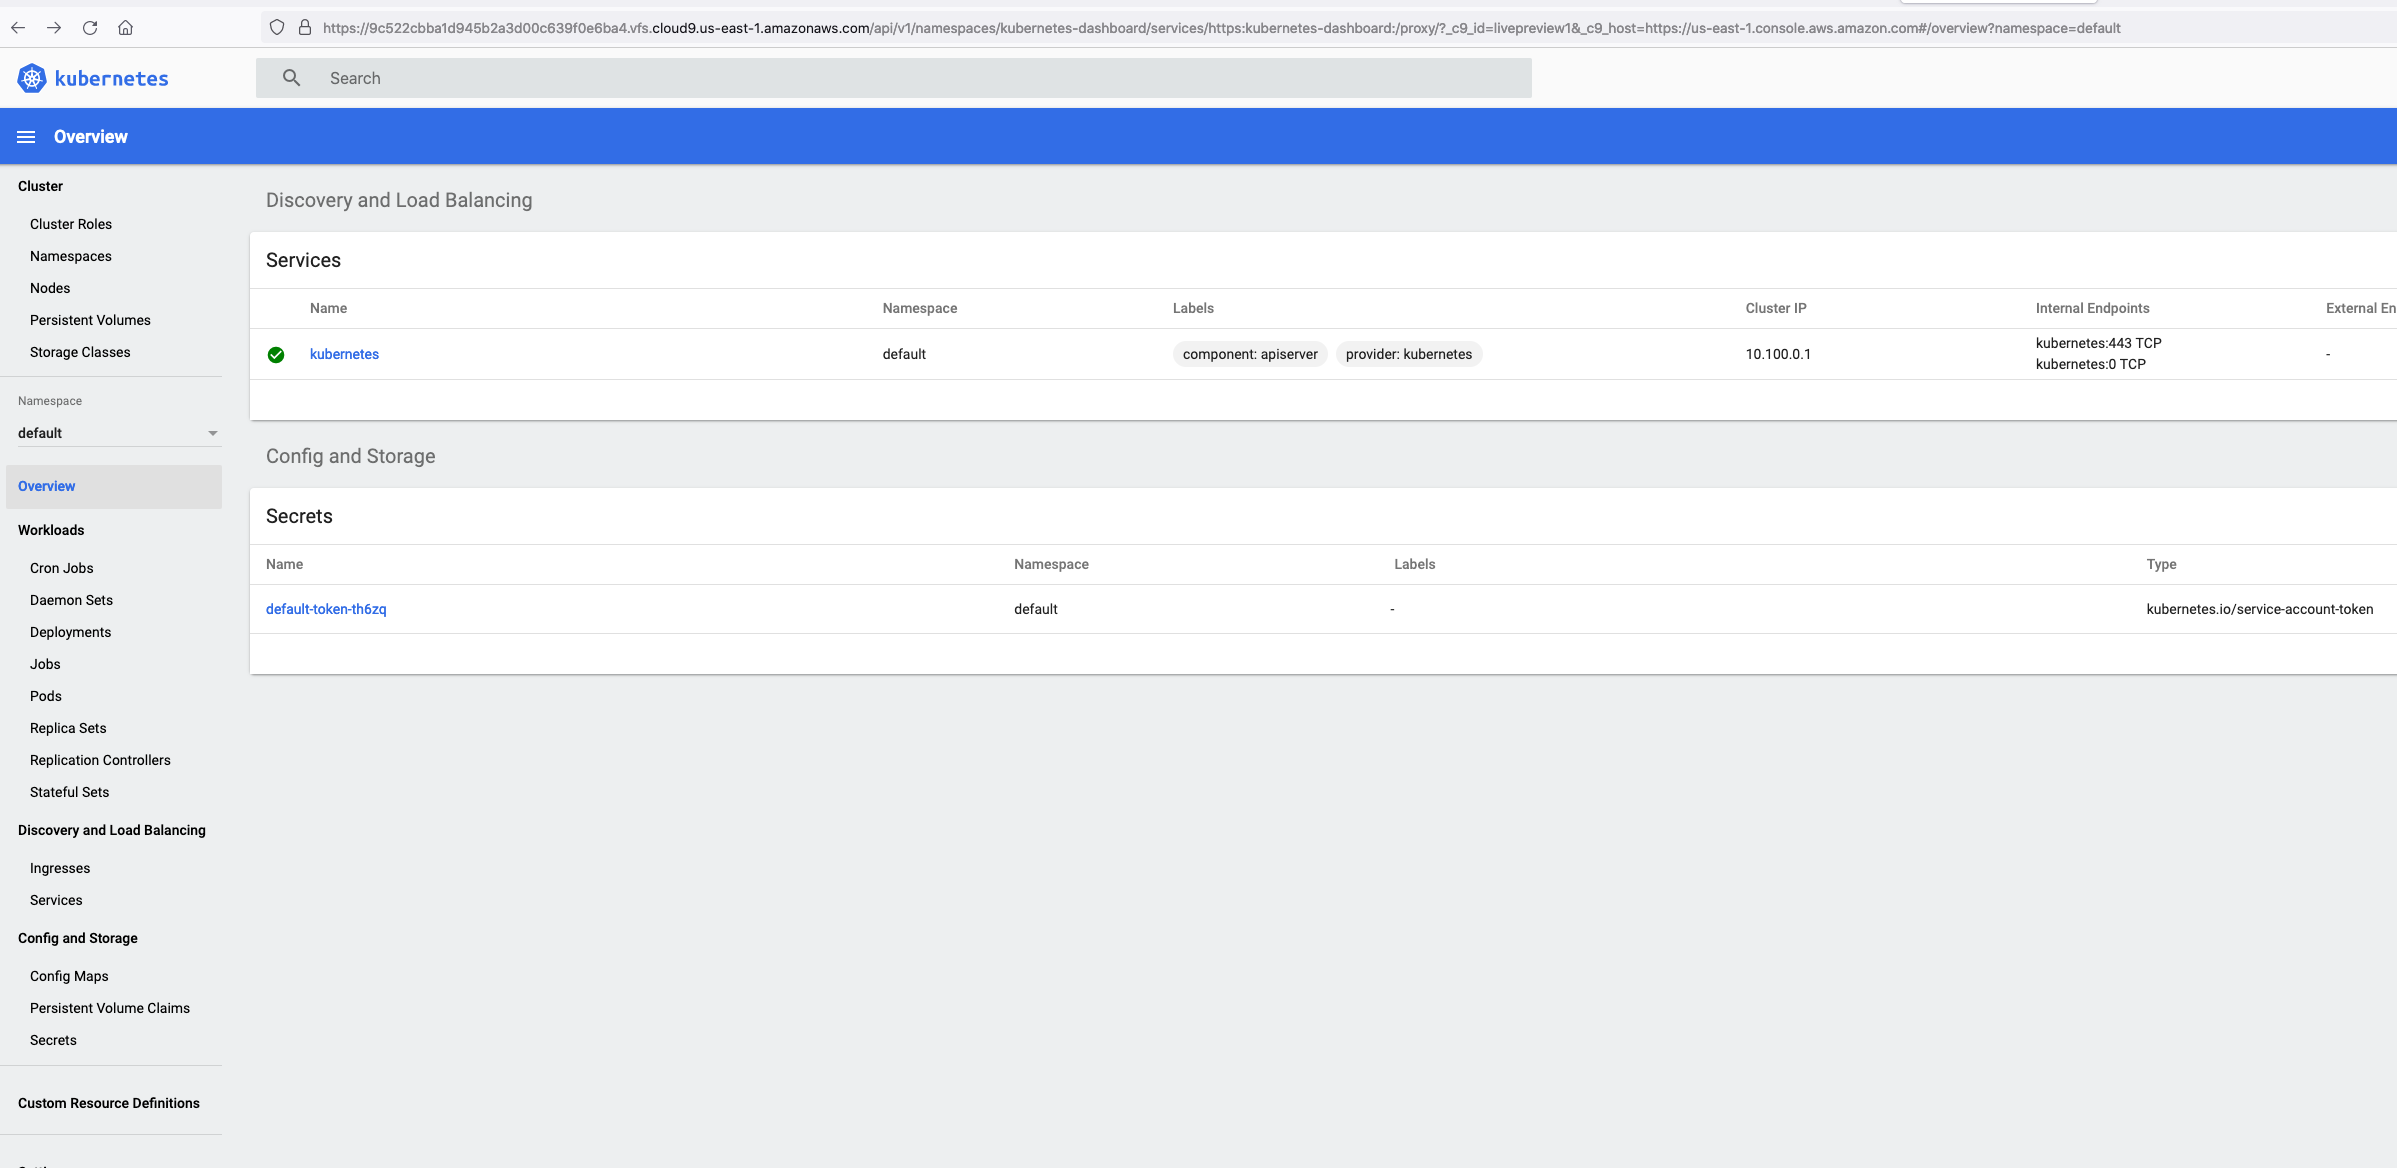 https://9c522cbba1d945b2a3d00c639f0e6ba4.vfs.cloud9.us-east-1.amazonaws.com/api/v1/namespaces/kubernetes-dashboard/services/https:kubernetes-dashboard:/proxy/?_c9_id=livepreview1&_c9_host=https://us-east-1.console.aws.amazon.com#/overview?namespace=default
kubernetes
Search
Overview
Cluster
Cluster Roles
Namespaces
Nodes
Persistent Volumes
Storage Classes
Namespace
default
Overview
Workloads
Cron Jobs
Daemon Sets
Deployments
Jobs
Pods
Replica Sets
Replication Controllers
Stateful Sets
Discovery and Load Balancing
Ingresses
Services
Config and Storage
Config Maps
Persistent Volume Claims
Secrets
Custom Resource Definitions
Discovery and Load Balancing
Services
Name Namespace Labels Cluster IP Internal Endpoints External En
kubernetes default component: apiserver provider: kubernetes 10.100.0.1 kubernetes:443 TCP -
kubernetes:0 TCP
Config and Storage
Secrets
Name Namespace Labels Type
default-token-th6zq default - kubernetes.io/service-account-token